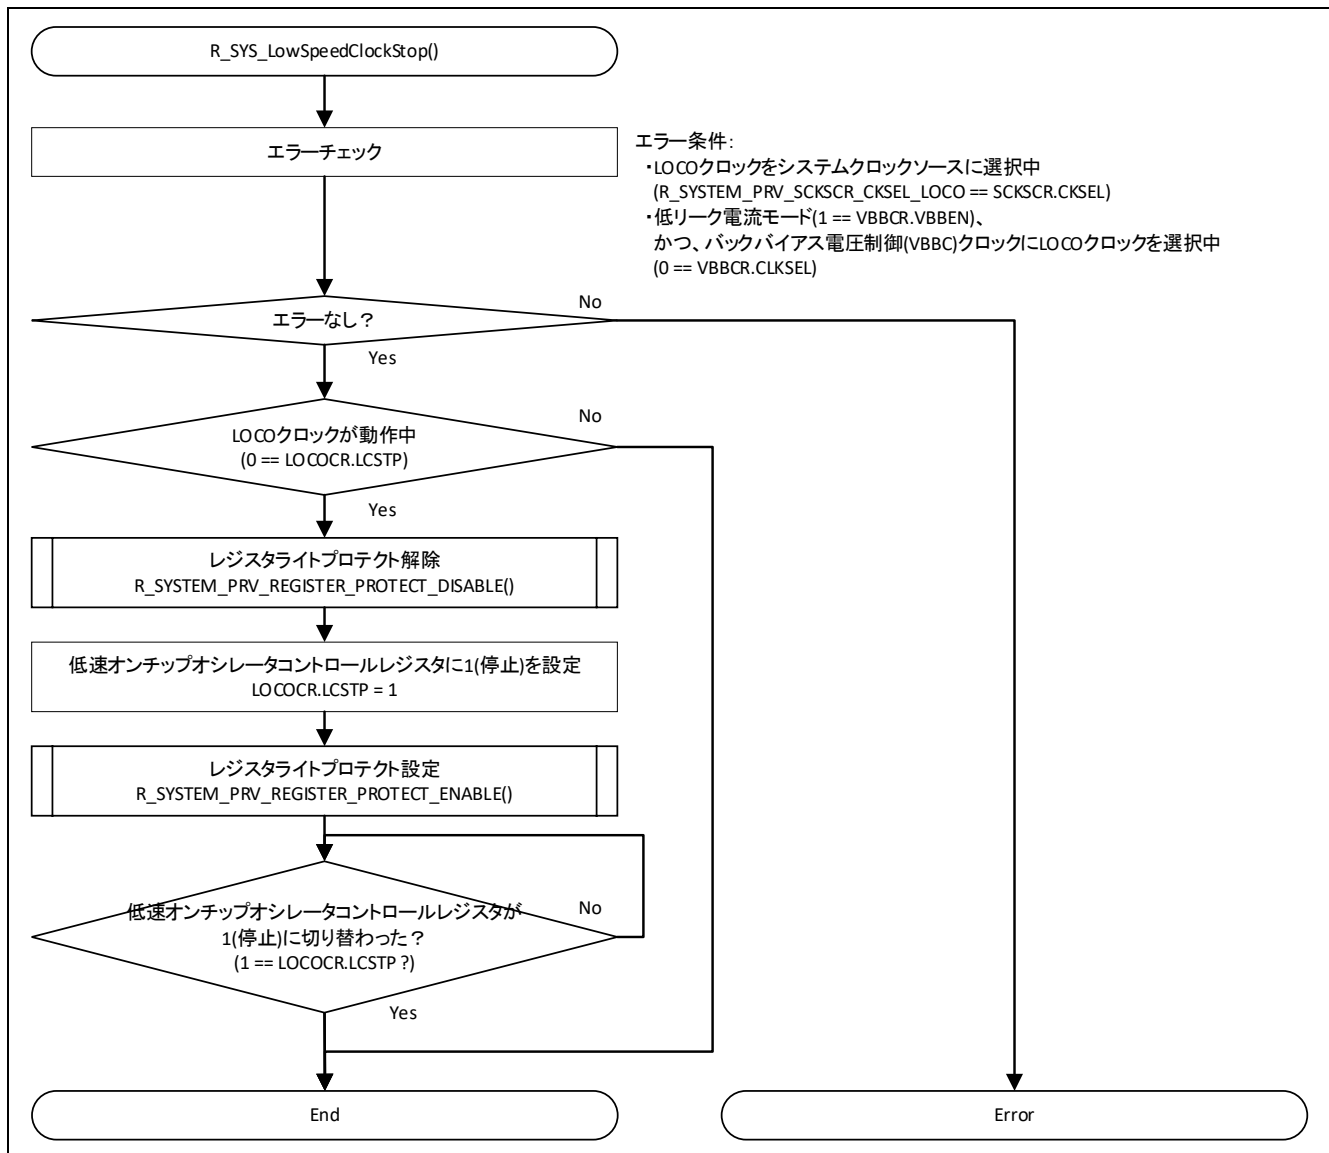 R_SYS_LowSpeedClockStop()
エラーチェック
エラー条件:
・LOCOクロックをシステムクロックソースに選択中
(R_SYSTEM_PRV_SCKSCR_CKSEL_LOCO == SCKSCR.CKSEL)
・低リーク電流モード(1 == VBBCR.VBBEN)、
かつ、バックバイアス電圧制御(VBBC)クロックにLOCOクロックを選択中
(0 == VBBCR.CLKSEL)
エラーなし？
No
Yes
LOCOクロックが動作中
(0 == LOCOCR.LCSTP)
No
Yes
レジスタライトプロテクト解除
R_SYSTEM_PRV_REGISTER_PROTECT_DISABLE()
低速オンチップオシレータコントロールレジスタに1(停止)を設定
LOCOCR.LCSTP = 1
レジスタライトプロテクト設定
R_SYSTEM_PRV_REGISTER_PROTECT_ENABLE()
低速オンチップオシレータコントロールレジスタが
1(停止)に切り替わった？
(1 == LOCOCR.LCSTP ?)
No
Yes
End
Error